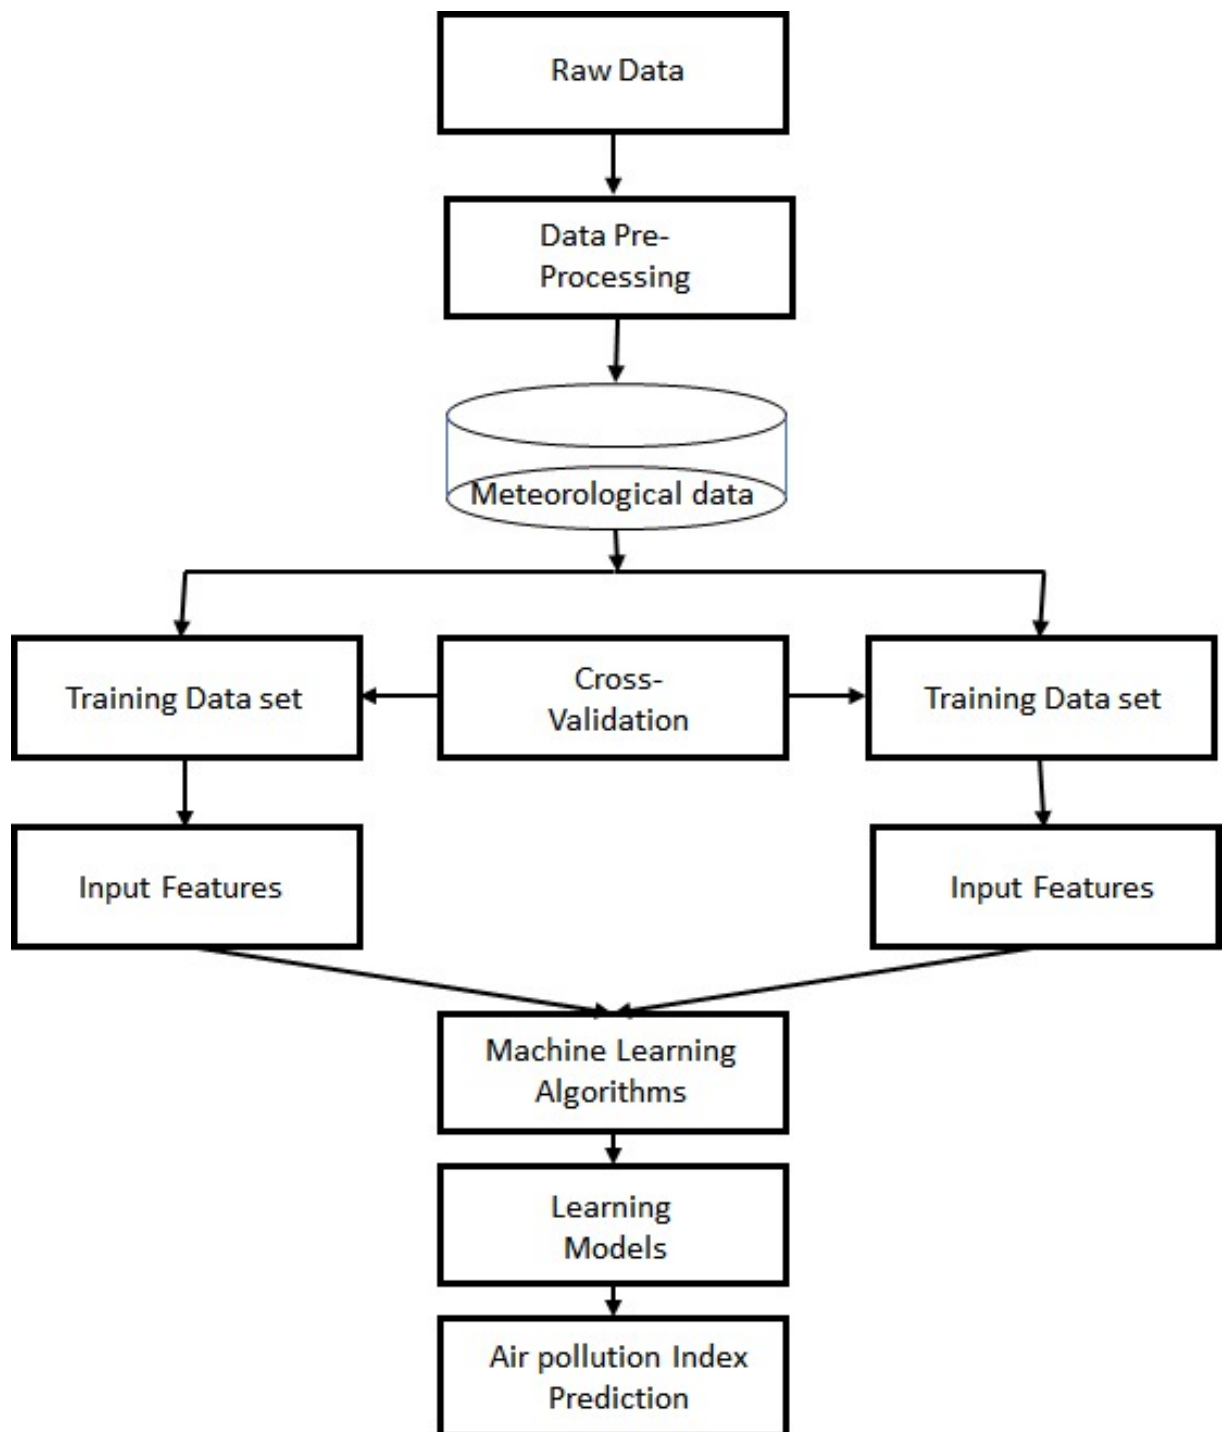 Raw Data
Data Pre-
Processing
Meteorological data
Training Data set
Cross-
Validation
Training Data set
Input Features
Input Features
Machine Learning
Algorithms
Learning
Models
Air pollution Index
Prediction